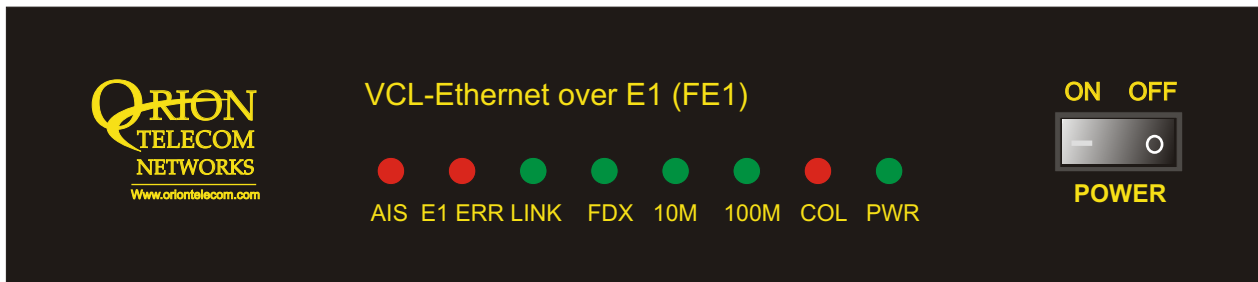 ORION
TELECOM
NETWORKS
Www.oriontelecom.com
VCL-Ethernet over E1 (FE1)
AIS E1 ERR LINK FDX 10M 100M COL PWR
ON OFF
POWER